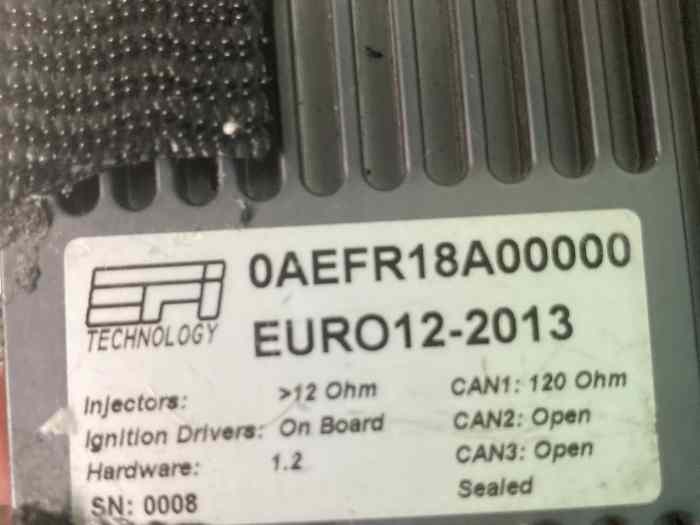 EFI
TECHNOLOGY
0AEFR18A00000
EURO12-2013
Injectors: >12 Ohm
Ignition Drivers: On Board
Hardware: 1.2
SN: 0008
CAN1: 120 Ohm
CAN2: Open
CAN3: Open
Sealed